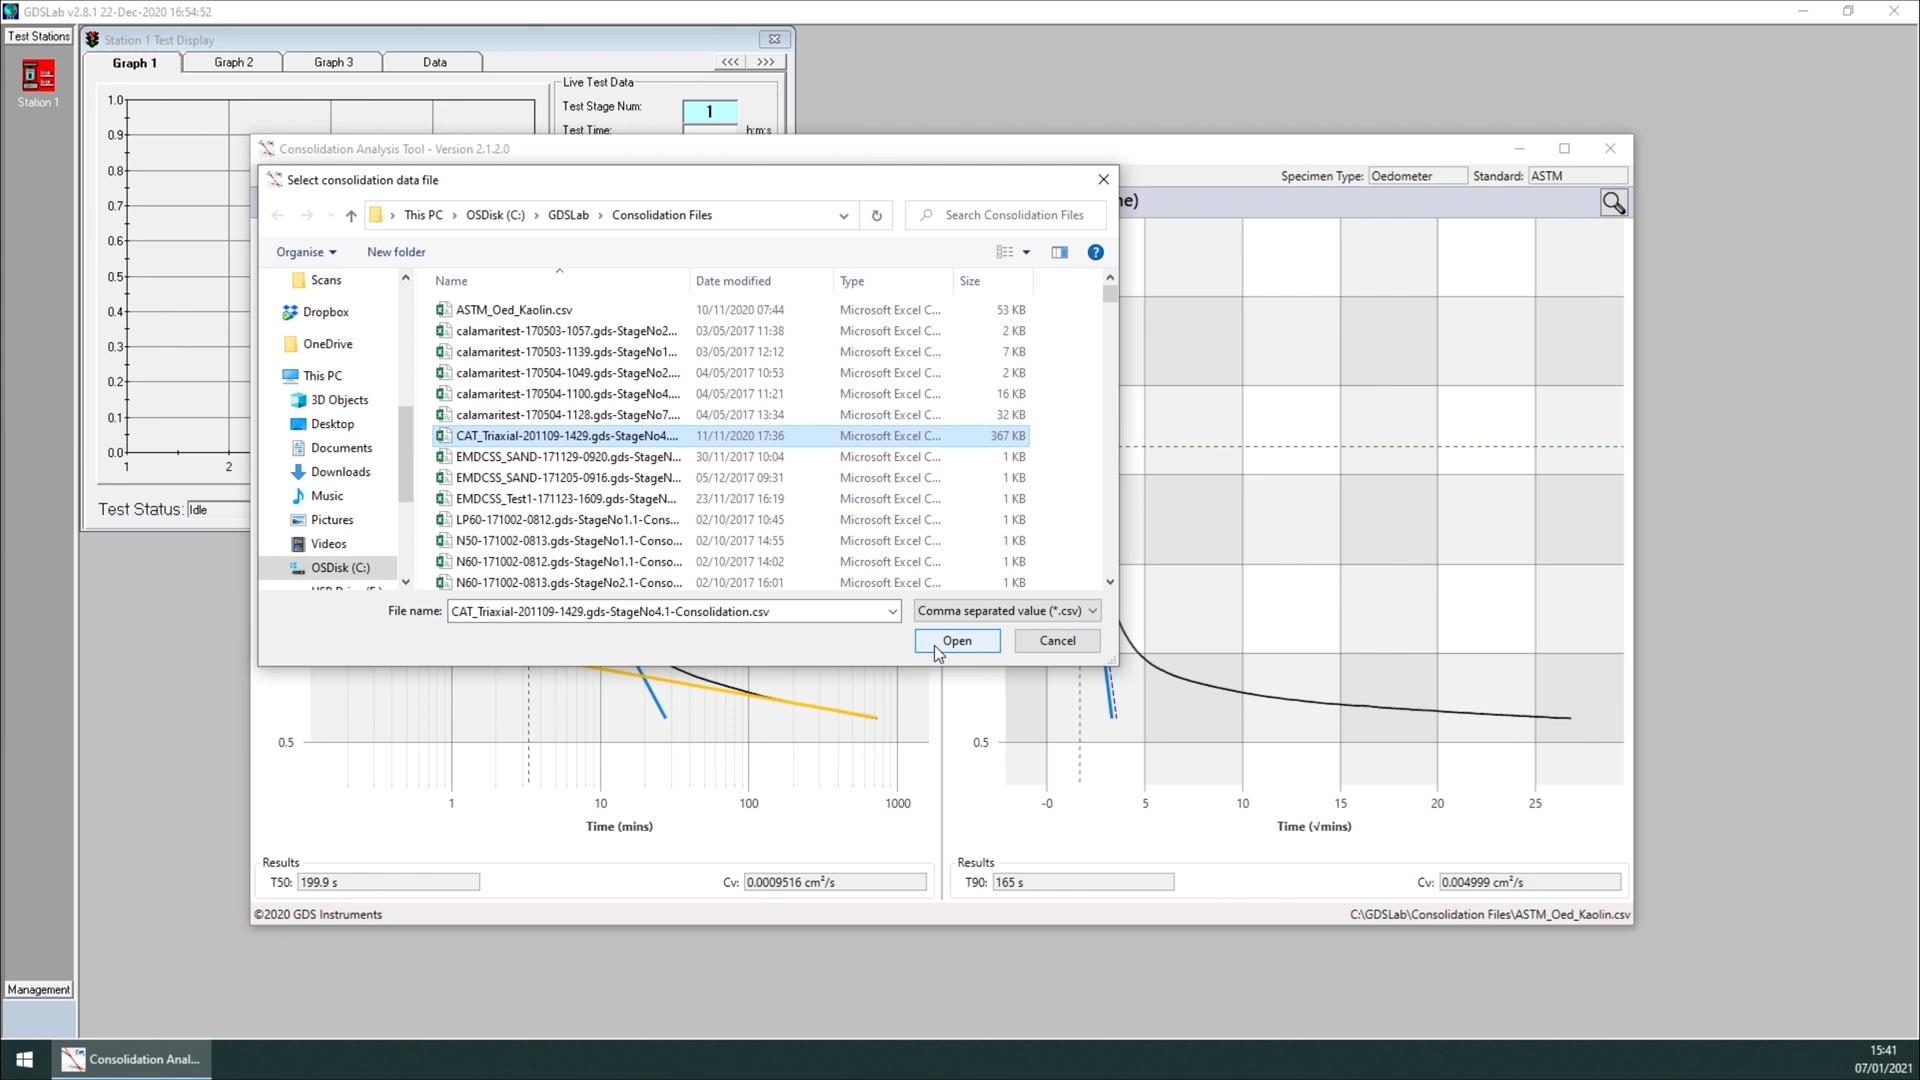 GDSLab v2.8.1 22-Dec-2020 16:54:52
Test Stations
Station 1
Management
Station 1 Test Display
Graph 1
Graph 2
Graph 3
Data
<<<
>>>
Live Test Data
Test Stage Num:
1
Test Time:
h:m:s
1.0
0.9
0.8
0.7
0.6
0.5
0.4
0.3
0.2
0.1
0.0
1
2
Test Status: Idle
Consolidation Analysis Tool - Version 2.1.2.0
Specimen Type: Oedometer
Standard: ASTM
Select consolidation data file
This PC > OSDisk (C:) > GDSLab > Consolidation Files
Search Consolidation Files
Organise
New folder
Scans
Dropbox
OneDrive
This PC
3D Objects
Desktop
Documents
Downloads
Music
Pictures
Videos
OSDisk (C:)
Name Date modified Type Size
ASTM_Oed_Kaolin.csv 10/11/2020 07:44 Microsoft Excel C... 53 KB
calamaritest-170503-1057.gds-StageNo2... 03/05/2017 11:38 Microsoft Excel C... 2 KB
calamaritest-170503-1139.gds-StageNo1... 03/05/2017 12:12 Microsoft Excel C... 7 KB
calamaritest-170504-1049.gds-StageNo2.... 04/05/2017 10:53 Microsoft Excel C... 2 KB
calamaritest-170504-1100.gds-StageNo4.... 04/05/2017 11:21 Microsoft Excel C... 16 KB
calamaritest-170504-1128.gds-StageNo7.... 04/05/2017 13:34 Microsoft Excel C... 32 KB
CAT_Triaxial-201109-1429.gds-StageNo4.... 11/11/2020 17:36 Microsoft Excel C... 367 KB
EMDCSS_SAND-171129-0920.gds-StageN... 30/11/2017 10:04 Microsoft Excel C... 1 KB
EMDCSS_SAND-171205-0916.gds-StageN... 05/12/2017 09:31 Microsoft Excel C... 1 KB
EMDCSS_Test1-171123-1609.gds-StageN... 23/11/2017 16:19 Microsoft Excel C... 1 KB
LP60-171002-0812.gds-StageNo1.1-Cons... 02/10/2017 10:45 Microsoft Excel C... 1 KB
N50-171002-0813.gds-StageNo1.1-Conso... 02/10/2017 14:55 Microsoft Excel C... 1 KB
N60-171002-0812.gds-StageNo1.1-Conso... 02/10/2017 14:02 Microsoft Excel C... 1 KB
N60-171002-0813.gds-StageNo2.1-Conso... 02/10/2017 16:01 Microsoft Excel C... 1 KB
File name: CAT_Triaxial-201109-1429.gds-StageNo4.1-Consolidation.csv
Comma separated value (*.csv)
Open
Cancel
0.5
1
10
100
1000
Time (mins)
0.5
-0
5
10
15
20
25
Time (√mins)
Results
T50: 199.9 s
Cv: 0.0009516 cm²/s
Results
T90: 165 s
Cv: 0.004999 cm²/s
©2020 GDS Instruments
C:\GDSLab\Consolidation Files\ASTM_Oed_Kaolin.csv
Consolidation Anal...
15:41
07/01/2021